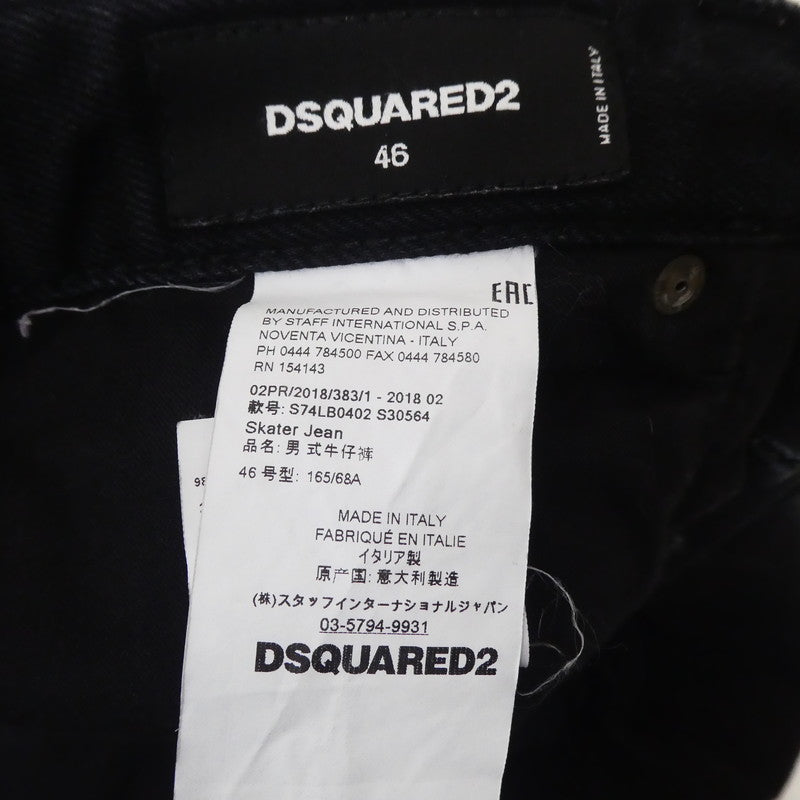 DSQUARED2
46
MADE IN ITALY
EAC
MANUFACTURED AND DISTRIBUTED
BY STAFF INTERNATIONAL S.P.A.
NOVENTA VICENTINA - ITALY
PH 0444 784500 FAX 0444 784580
RN 154143
02PR/2018/383/1 - 2018 02
款号: S74LB0402 S30564
Skater Jean
品名: 男 式牛仔裤
46 号型: 165/68A
MADE IN ITALY
FABRIQUÉ EN ITALIE
イタリア製
原产国: 意大利製造
(株)スタッフインターナショナルジャパン
03-5794-9931
DSQUARED2
98